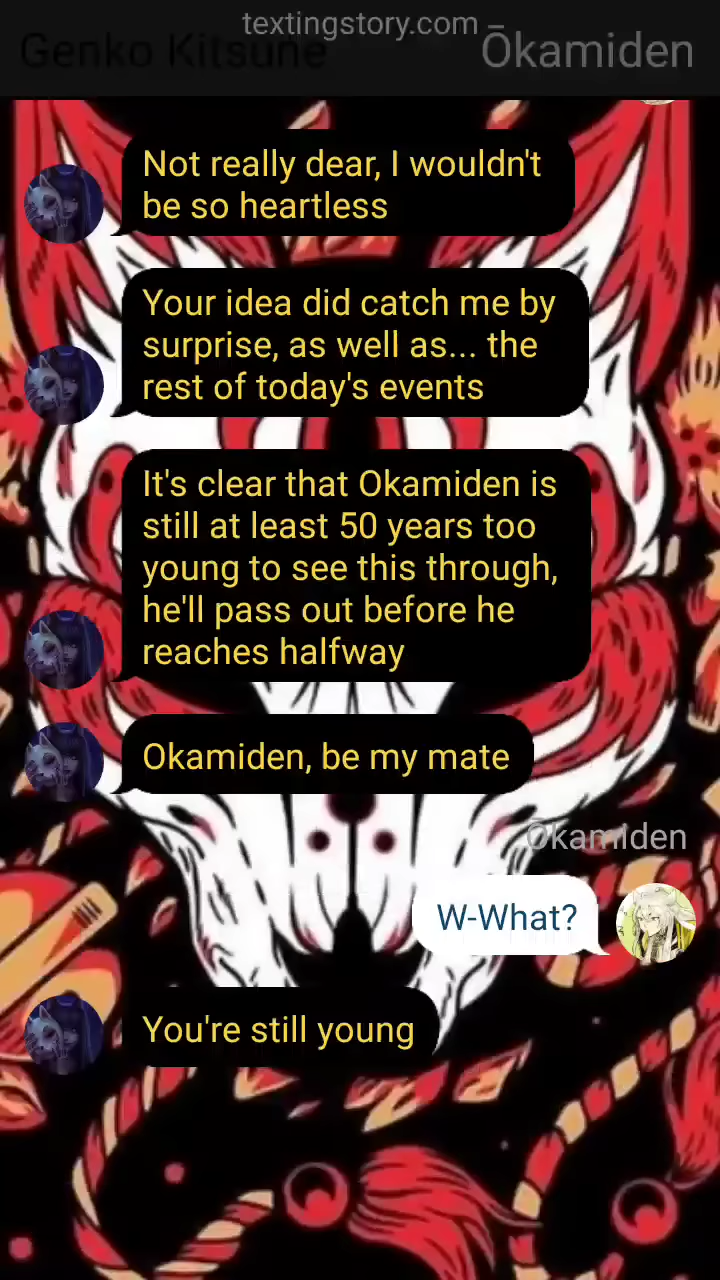 textingstory.com –
Genko Kitsune
Okamiden
Not really dear, I wouldn't
be so heartless
Your idea did catch me by
surprise, as well as... the
rest of today's events
It's clear that Okamiden is
still at least 50 years too
young to see this through,
he'll pass out before he
reaches halfway
Okamiden, be my mate
Okamiden
W-What?
You're still young